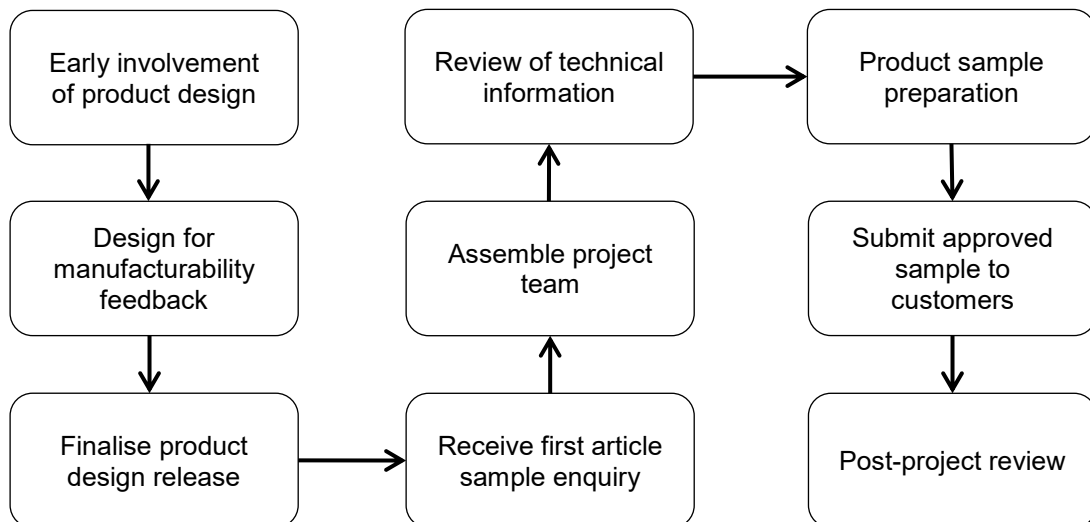 Early involvement
of product design
Design for
manufacturability
feedback
Finalise product
design release
Receive first article
sample enquiry
Assemble project
team
Review of technical
information
Product sample
preparation
Submit approved
sample to
customers
Post-project review